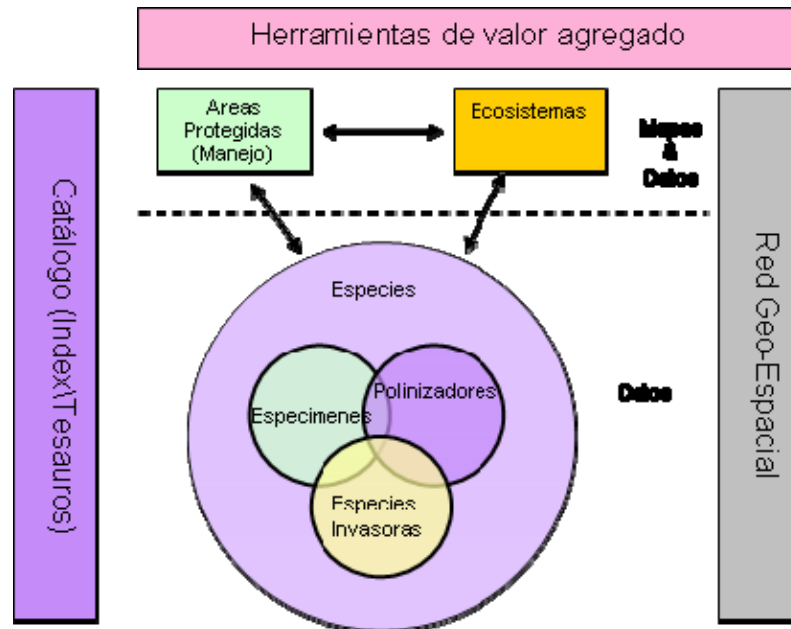 Herramientas de valor agregado
Catálogo (Index\Tesauros)
Areas
Protegidas
(Manejo)
Ecosistemas
Mapas
&
Datos
Especies
Especímenes
Polinizadores
Especies
Invasoras
Datos
Red Geo-Espacial